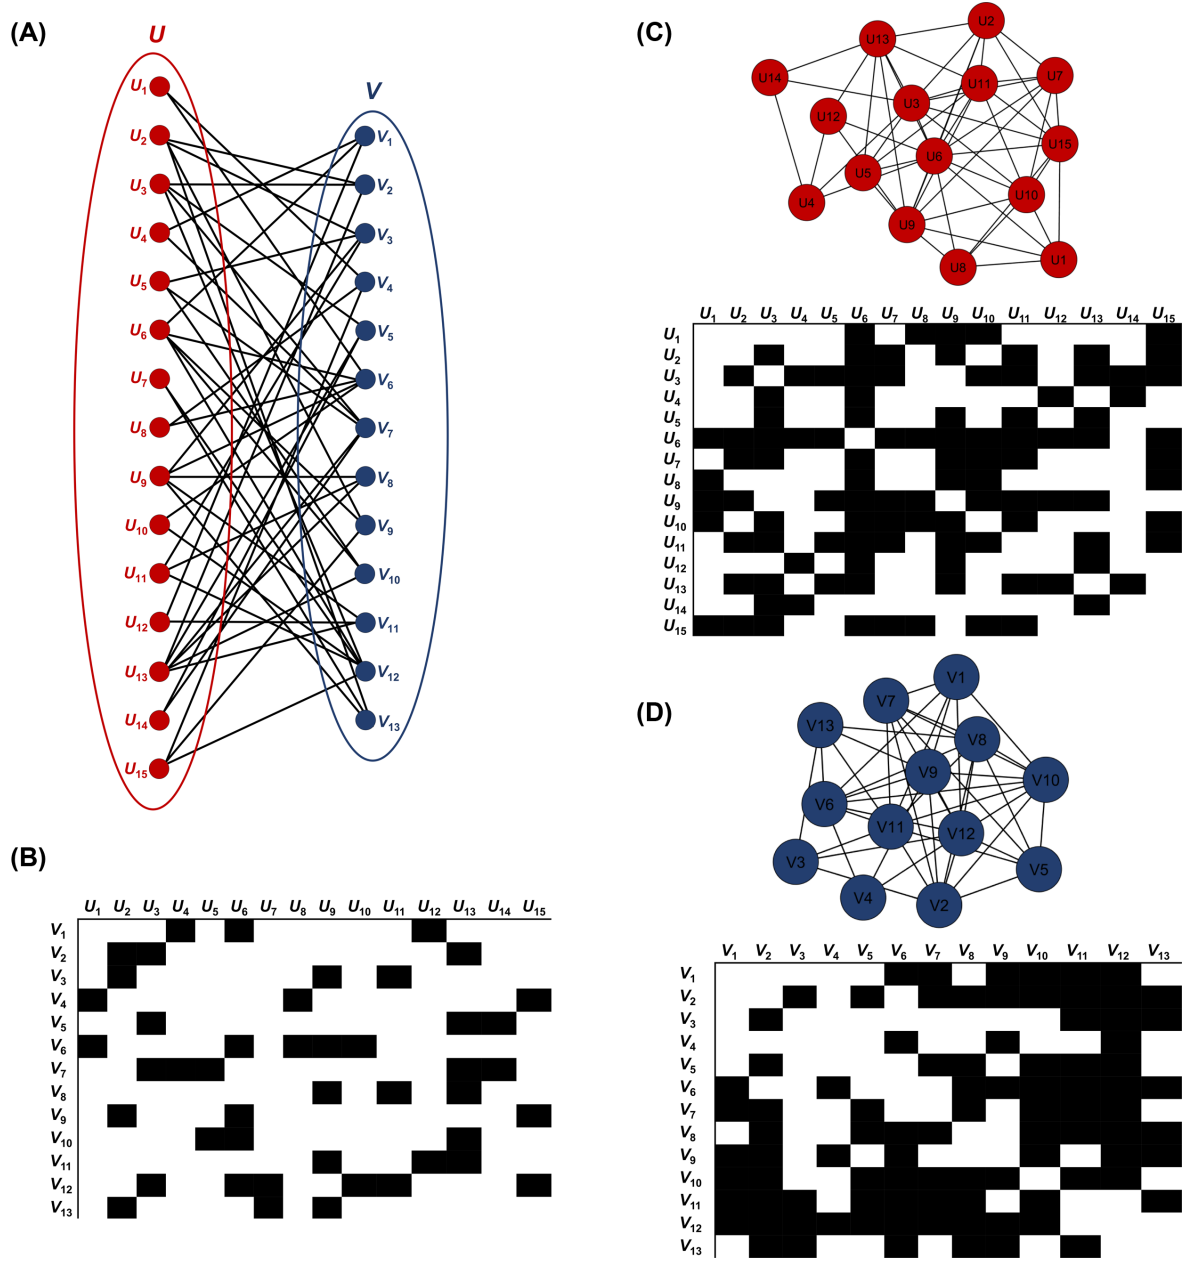 (A)
U
V
U1
U2
U3
U4
U5
U6
U7
U8
U9
U10
U11
U12
U13
U14
U15
V1
V2
V3
V4
V5
V6
V7
V8
V9
V10
V11
V12
V13
(B)
U1 U2 U3 U4 U5 U6 U7 U8 U9 U10 U11 U12 U13 U14 U15
V1
V2
V3
V4
V5
V6
V7
V8
V9
V10
V11
V12
V13
(C)
U2
U13
U14
U11
U7
U3
U12
U15
U6
U5
U10
U4
U9
U8
U1
U1 U2 U3 U4 U5 U6 U7 U8 U9 U10 U11 U12 U13 U14 U15
U1
U2
U3
U4
U5
U6
U7
U8
U9
U10
U11
U12
U13
U14
U15
(D)
V1
V7
V13
V8
V9
V10
V6
V11
V12
V3
V5
V4
V2
V1 V2 V3 V4 V5 V6 V7 V8 V9 V10 V11 V12 V13
V1
V2
V3
V4
V5
V6
V7
V8
V9
V10
V11
V12
V13